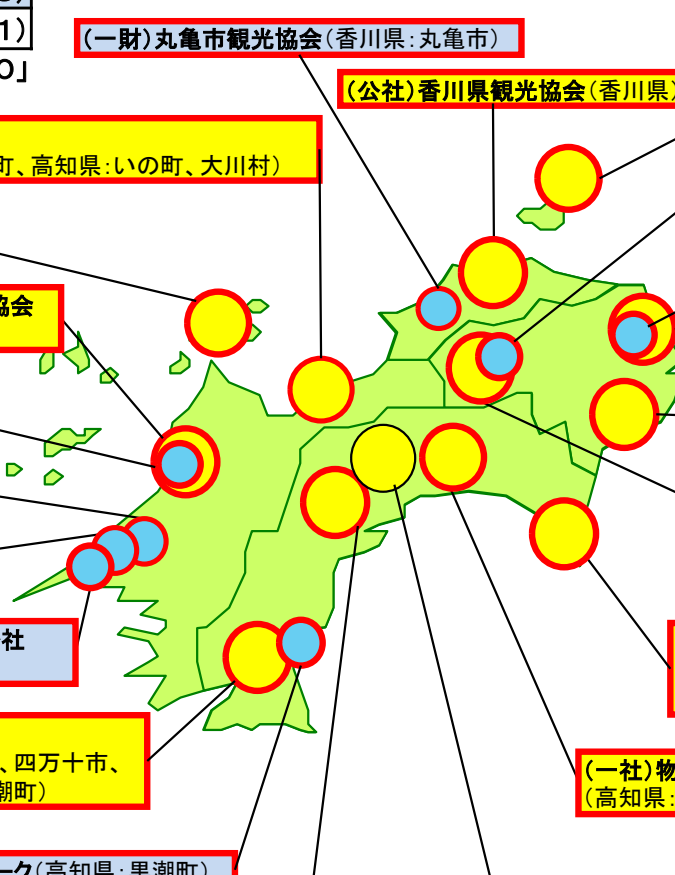 1)
0」
(一財)丸亀市観光協会(香川県:丸亀市)
(公社)香川県観光協会(香川県)
町、高知県:いの町、大川村)
協会
社
、四万十市、
潮町)
(一社)物
(高知県:
ーク(高知県:黒潮町)